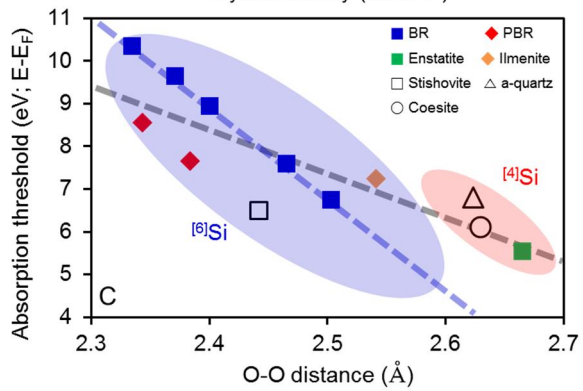 11
10
9
8
7
6
5
4
Absorption threshold (eV; E-E_F)
BR
PBR
Enstatite
Ilmenite
Stishovite
a-quartz
Coesite
[4]Si
[6]Si
C
2.3
2.4
2.5
2.6
2.7
O-O distance (Å)